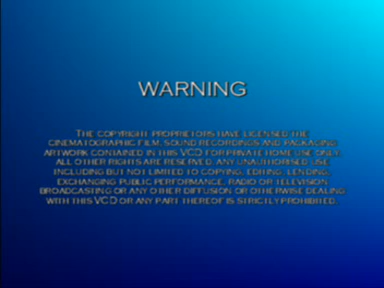 WARNING
THE COPYRIGHT PROPRIETORS HAVE LICENSED THE
CINEMATOGRAPHIC FILM, SOUND RECORDINGS AND PACKAGING
ARTWORK CONTAINED IN THIS VCD FOR PRIVATE HOME USE ONLY.
ALL OTHER RIGHTS ARE RESERVED. ANY UNAUTHORISED USE
INCLUDING BUT NOT LIMITED TO COPYING, EDITING, LENDING,
EXCHANGING PUBLIC PERFORMANCE, RADIO OR TELEVISION
BROADCASTING OR ANY OTHER DIFFUSION OR OTHERWISE DEALING
WITH THIS VCD OR ANY PART THEREOF IS STRICTLY PROHIBITED.